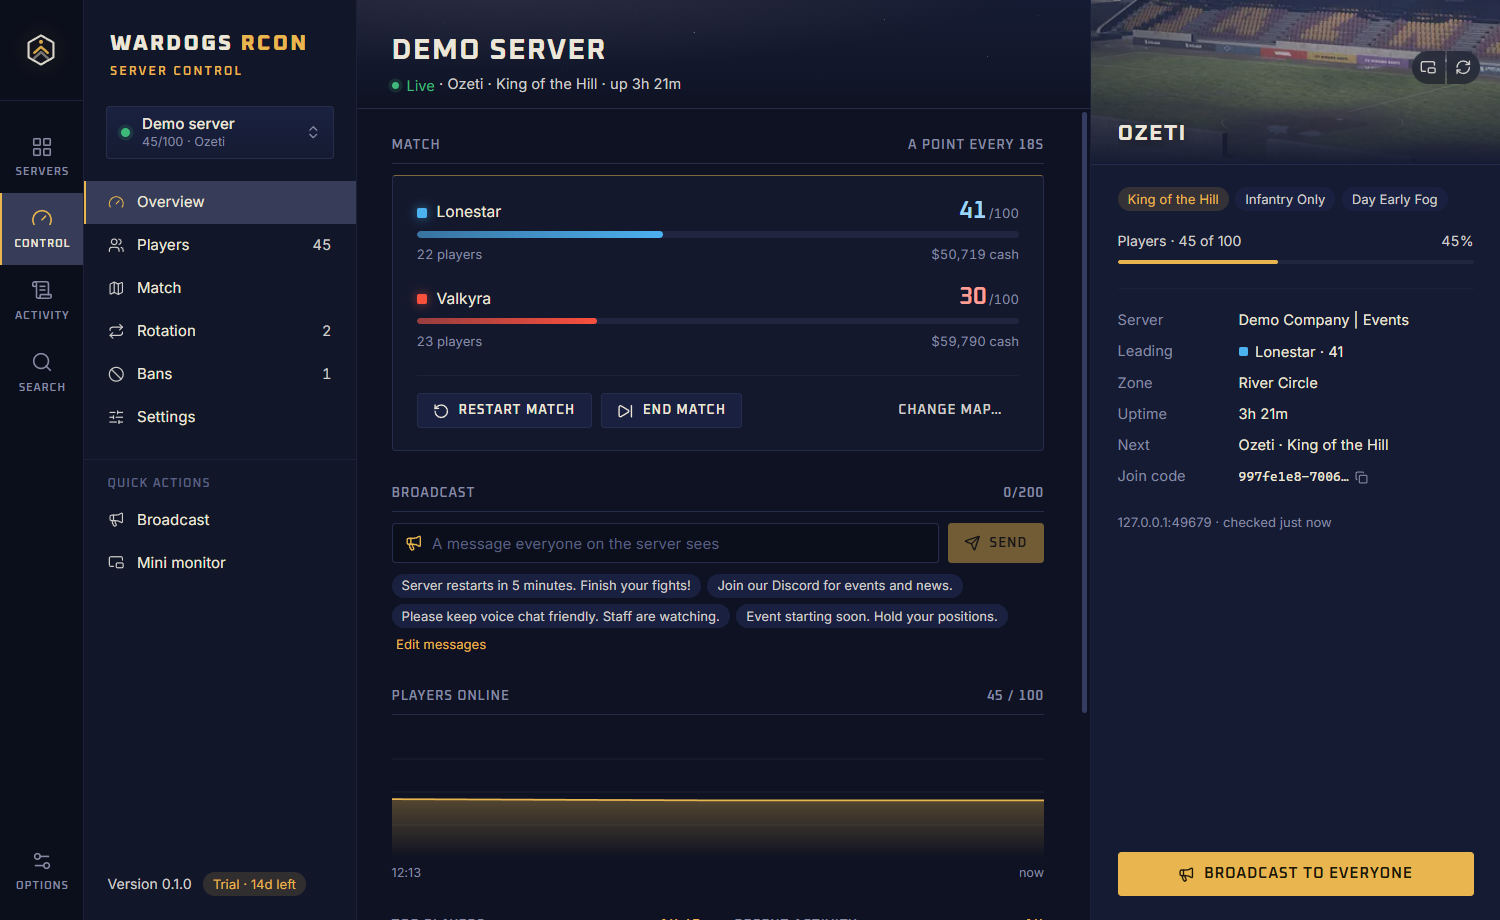 WARDOGS RCON
SERVER CONTROL
Demo server
45/100 · Ozeti
SERVERS
CONTROL
ACTIVITY
SEARCH
OPTIONS
Overview
Players 45
Match
Rotation 2
Bans 1
Settings
QUICK ACTIONS
Broadcast
Mini monitor
Version 0.1.0 Trial · 14d left
DEMO SERVER
Live · Ozeti · King of the Hill · up 3h 21m
MATCH A POINT EVERY 18S
Lonestar 41/100
22 players $50,719 cash
Valkyra 30/100
23 players $59,790 cash
RESTART MATCH END MATCH CHANGE MAP...
BROADCAST 0/200
A message everyone on the server sees SEND
Server restarts in 5 minutes. Finish your fights! Join our Discord for events and news.
Please keep voice chat friendly. Staff are watching. Event starting soon. Hold your positions.
Edit messages
PLAYERS ONLINE 45 / 100
12:13 now
OZETI
King of the Hill Infantry Only Day Early Fog
Players · 45 of 100 45%
Server Demo Company | Events
Leading Lonestar · 41
Zone River Circle
Uptime 3h 21m
Next Ozeti · King of the Hill
Join code 997fe1e8-7006…
127.0.0.1:49679 · checked just now
BROADCAST TO EVERYONE